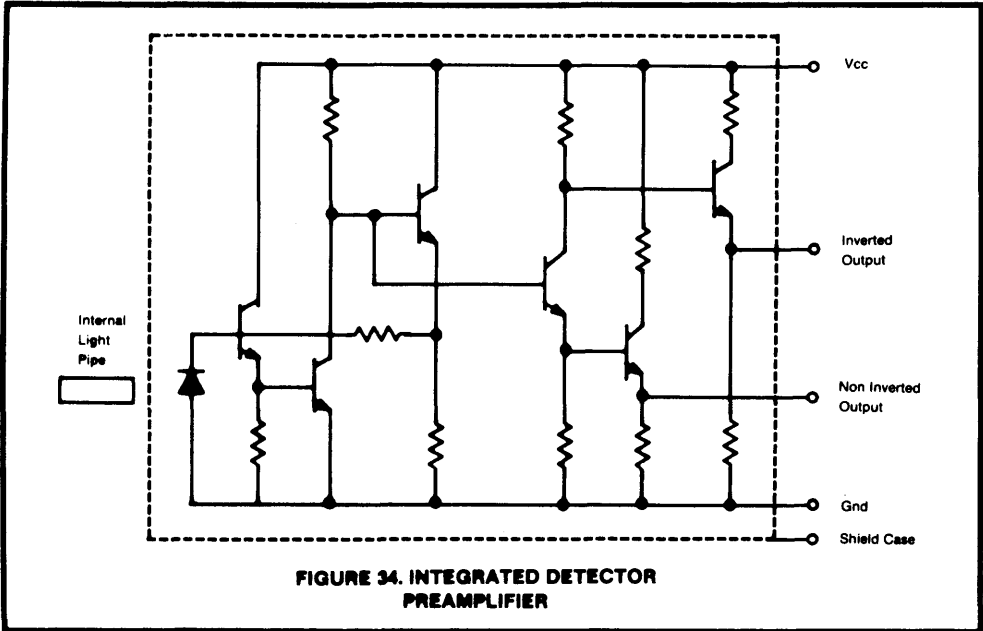 Vcc
Inverted
Output
Internal
Light
Pipe
Non Inverted
Output
Gnd
Shield Case
FIGURE 34. INTEGRATED DETECTOR
PREAMPLIFIER